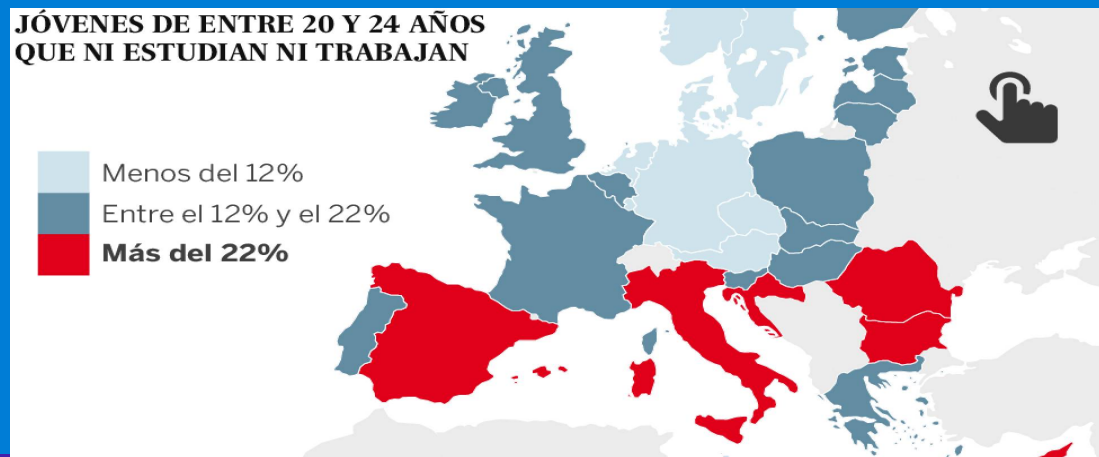 JÓVENES DE ENTRE 20 Y 24 AÑOS
QUE NI ESTUDIAN NI TRABAJAN
Menos del 12%
Entre el 12% y el 22%
Más del 22%